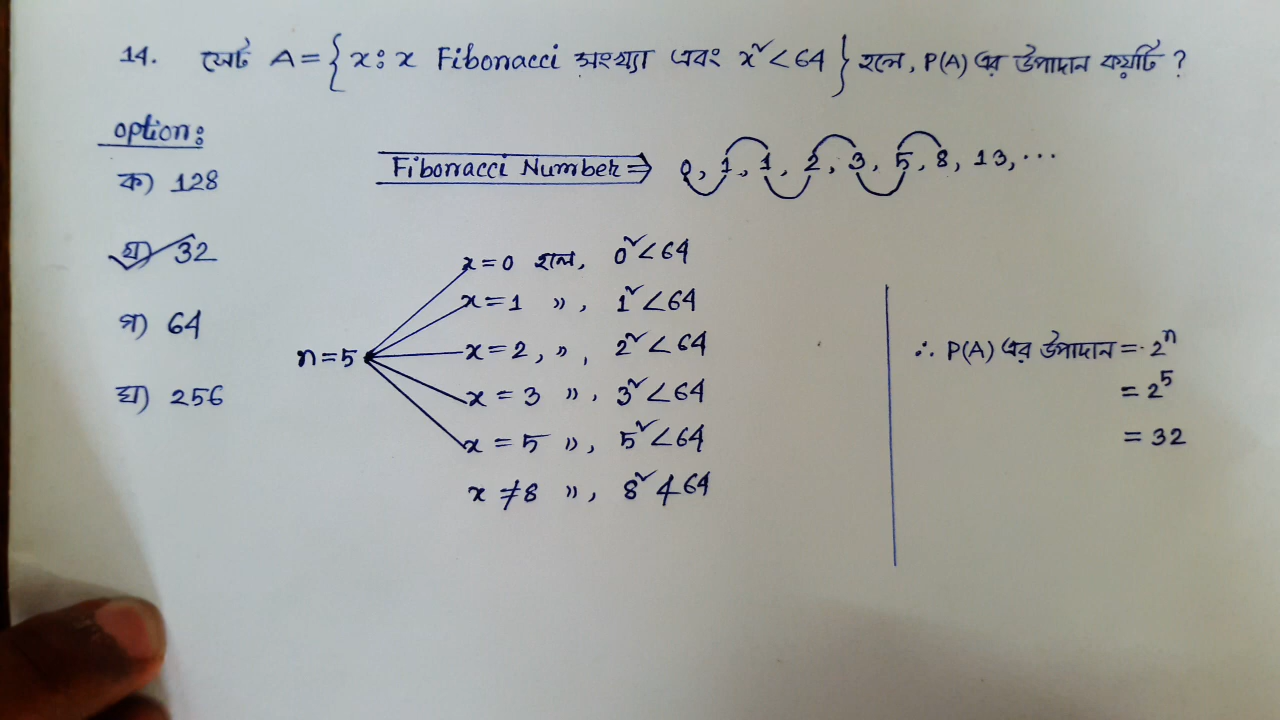 14. সেট A = {x : x Fibonacci সংখ্যা এবং x² < 64} হলে, P(A) এর উপাদান কয়টি ?
option :
Fibonacci Number ⇒ 0, 1, 1, 2, 3, 5, 8, 13, ...
ক) 128
খ) 32
গ) 64
ঘ) 256
n = 5
x = 0 হলে, 0² < 64
x = 1 〃, 1² < 64
x = 2, 〃, 2² < 64
x = 3 〃, 3² < 64
x = 5 〃, 5² < 64
x ≠ 8 〃, 8² ≮ 64
∴ P(A) এর উপাদান = 2ⁿ
= 2⁵
= 32